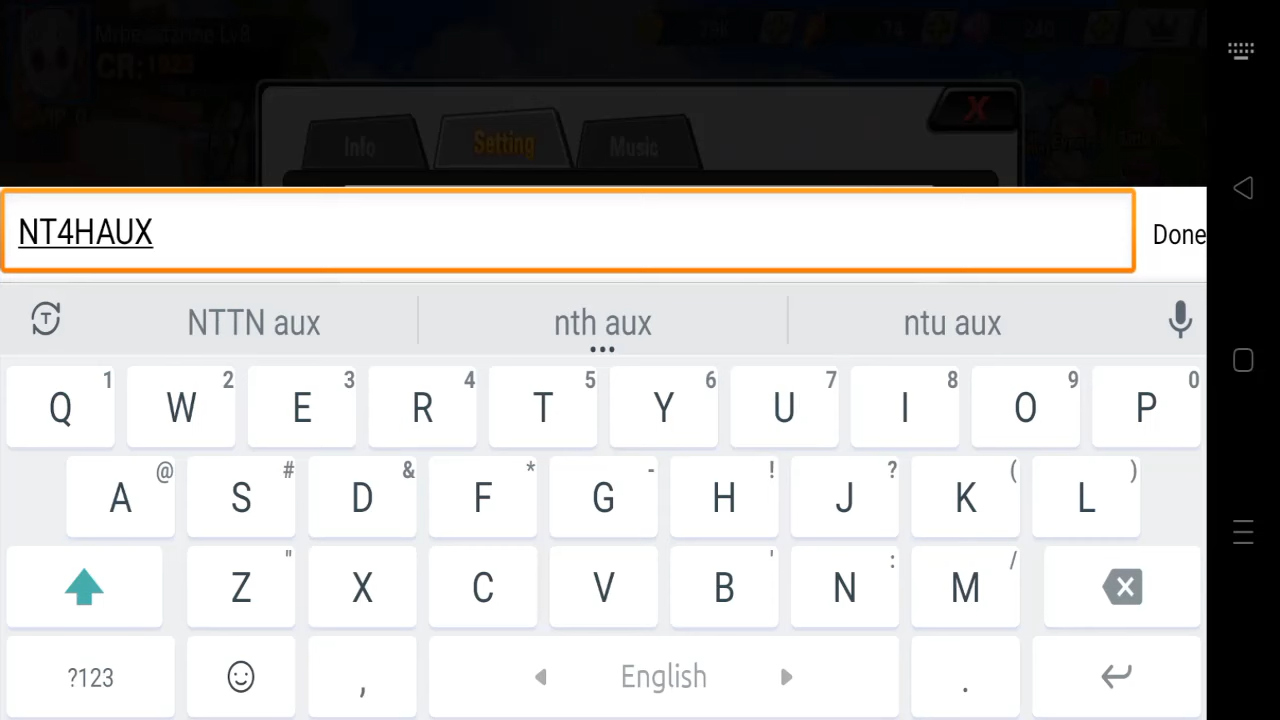 CR:
Info
Setting
Music
X
NT4HAUX
Done
NTTN aux
nth aux
ntu aux
Q 1 W 2 E 3 R 4 T 5 Y 6 U 7 I 8 O 9 P 0
A @ S # D & F * G - H ! J ? K ( L )
Z " X C V B ' N : M /
?123
,
English
.